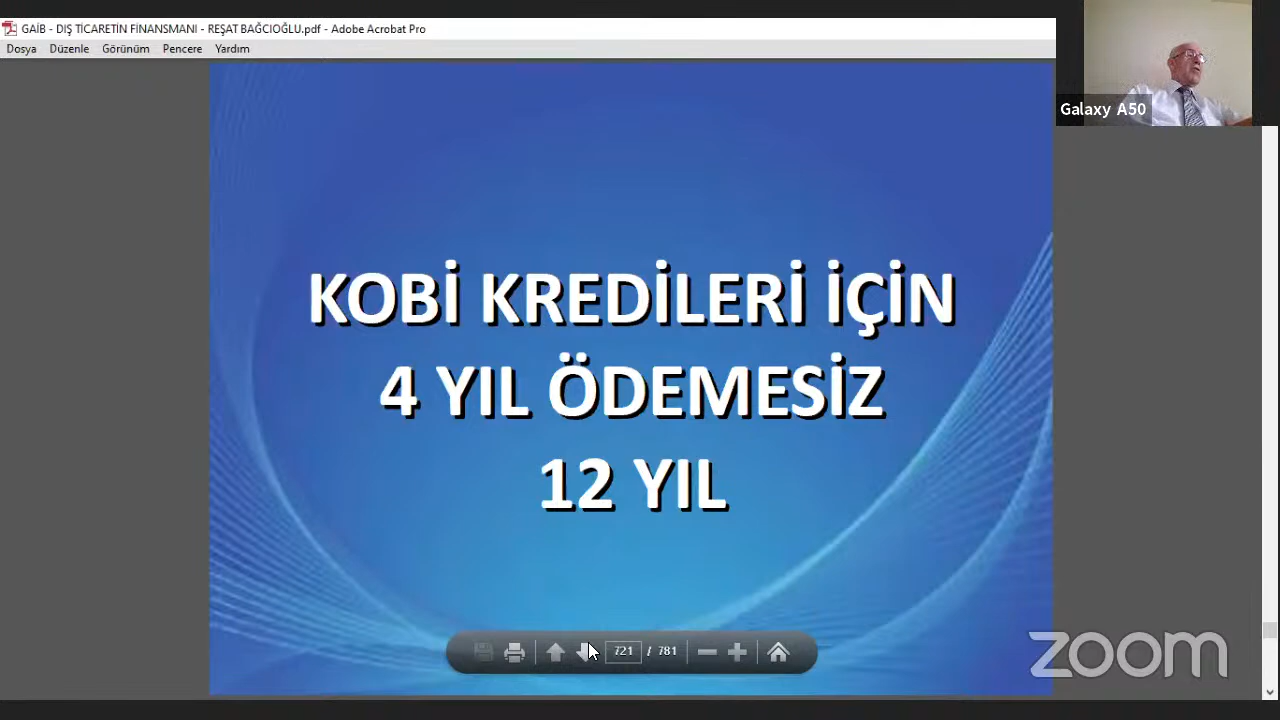 GAİB - DIŞ TİCARETİN FİNANSMANI - REŞAT BAĞCIOĞLU.pdf - Adobe Acrobat Pro
Dosya Düzenle Görünüm Pencere Yardım
Galaxy A50
KOBİ KREDİLERİ İÇİN
4 YIL ÖDEMESİZ
12 YIL
721 / 781
zoom